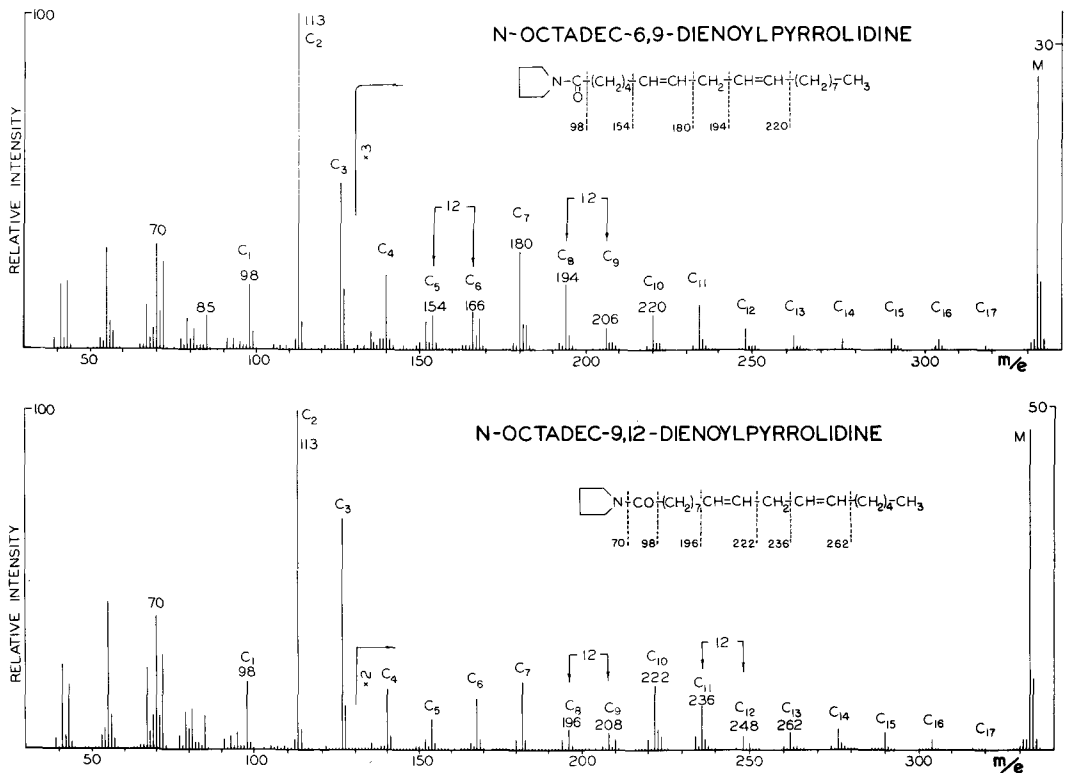 100
113
C2
N-OCTADEC-6,9-DIENOYLPYRROLIDINE
30
M
N-C-(CH2)4-CH=CH-CH2-CH=CH-(CH2)7-CH3
O
98 154 180 194 220
RELATIVE INTENSITY
×3
C3
12
12
C7
70
C1
98
C4
C5
154
C6
166
180
C8
194
C9
85
206
C10
220
C11
C12
C13
C14
C15
C16
C17
50 100 150 200 250 300 m/e
100
C2
113
N-OCTADEC-9,12-DIENOYLPYRROLIDINE
50
M
C3
N-CO-(CH2)7-CH=CH-CH2-CH=CH-(CH2)4-CH3
70 98 196 222 236 262
RELATIVE INTENSITY
70
×2
12
12
C1
98
C4
C5
C6
C7
C8
196
C9
208
C10
222
C11
236
C12
248
C13
262
C14
C15
C16
C17
50 100 150 200 250 300 m/e